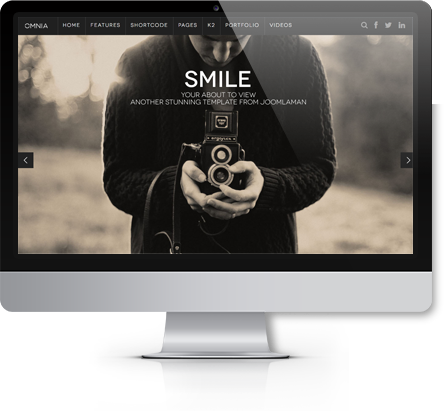 OMNIA HOME FEATURES SHORTCODE PAGES K2 PORTFOLIO VIDEOS
SMILE
YOUR ABOUT TO VIEW
ANOTHER STUNNING TEMPLATE FROM JOOMLAMAN